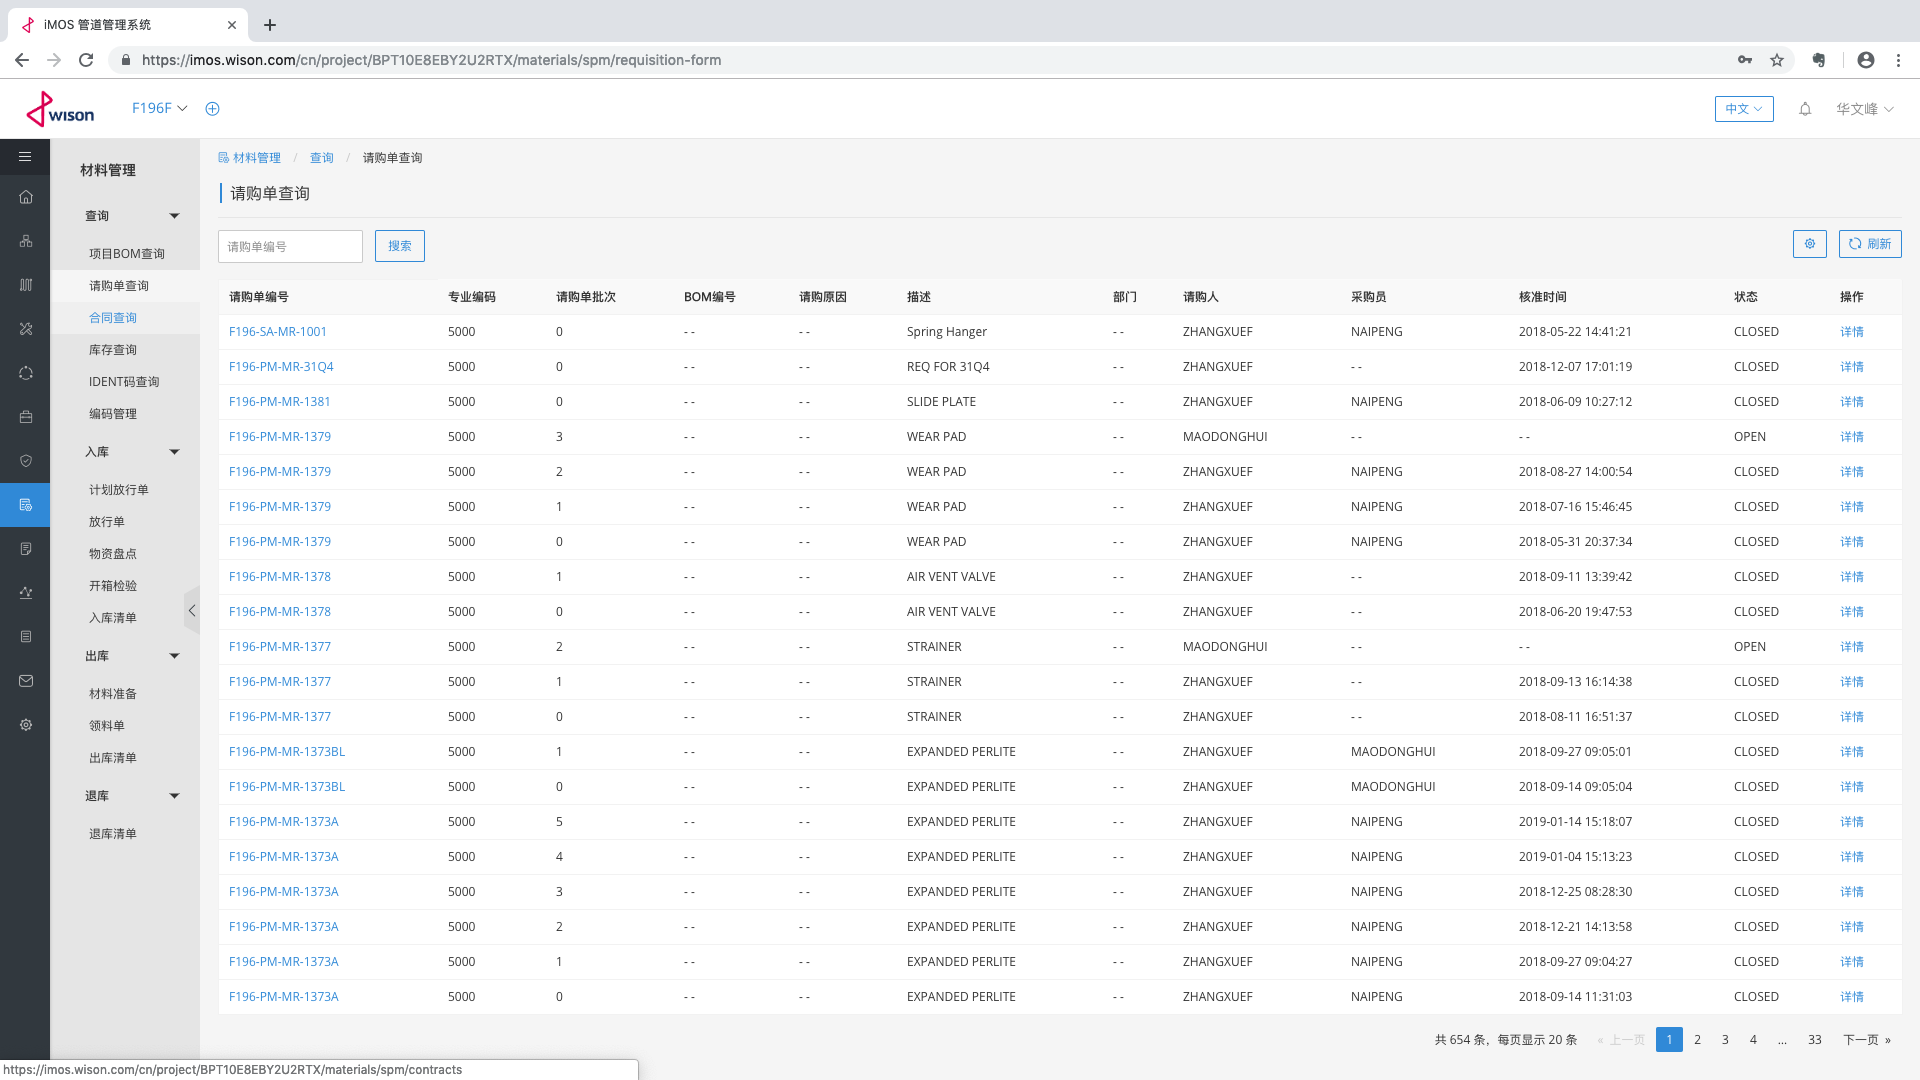 iMOS 管道管理系统
https://imos.wison.com/cn/project/BPT10E8EBY2U2RTX/materials/spm/requisition-form
wison
F196F
中文
华文峰
材料管理
查询
项目BOM查询
请购单查询
合同查询
库存查询
IDENT码查询
编码管理
入库
计划放行单
放行单
物资盘点
开箱检验
入库清单
出库
材料准备
领料单
出库清单
退库
退库清单
材料管理 / 查询 / 请购单查询
请购单查询
请购单编号
搜索
刷新
请购单编号 专业编码 请购单批次 BOM编号 请购原因 描述 部门 请购人 采购员 核准时间 状态 操作
F196-SA-MR-1001 5000 0 - - - - Spring Hanger - - ZHANGXUEF NAIPENG 2018-05-22 14:41:21 CLOSED 详情
F196-PM-MR-31Q4 5000 0 - - - - REQ FOR 31Q4 - - ZHANGXUEF - - 2018-12-07 17:01:19 CLOSED 详情
F196-PM-MR-1381 5000 0 - - - - SLIDE PLATE - - ZHANGXUEF NAIPENG 2018-06-09 10:27:12 CLOSED 详情
F196-PM-MR-1379 5000 3 - - - - WEAR PAD - - MAODONGHUI - - - - OPEN 详情
F196-PM-MR-1379 5000 2 - - - - WEAR PAD - - ZHANGXUEF NAIPENG 2018-08-27 14:00:54 CLOSED 详情
F196-PM-MR-1379 5000 1 - - - - WEAR PAD - - ZHANGXUEF NAIPENG 2018-07-16 15:46:45 CLOSED 详情
F196-PM-MR-1379 5000 0 - - - - WEAR PAD - - ZHANGXUEF NAIPENG 2018-05-31 20:37:34 CLOSED 详情
F196-PM-MR-1378 5000 1 - - - - AIR VENT VALVE - - ZHANGXUEF - - 2018-09-11 13:39:42 CLOSED 详情
F196-PM-MR-1378 5000 0 - - - - AIR VENT VALVE - - ZHANGXUEF - - 2018-06-20 19:47:53 CLOSED 详情
F196-PM-MR-1377 5000 2 - - - - STRAINER - - MAODONGHUI - - - - OPEN 详情
F196-PM-MR-1377 5000 1 - - - - STRAINER - - ZHANGXUEF - - 2018-09-13 16:14:38 CLOSED 详情
F196-PM-MR-1377 5000 0 - - - - STRAINER - - ZHANGXUEF - - 2018-08-11 16:51:37 CLOSED 详情
F196-PM-MR-1373BL 5000 1 - - - - EXPANDED PERLITE - - ZHANGXUEF MAODONGHUI 2018-09-27 09:05:01 CLOSED 详情
F196-PM-MR-1373BL 5000 0 - - - - EXPANDED PERLITE - - ZHANGXUEF MAODONGHUI 2018-09-14 09:05:04 CLOSED 详情
F196-PM-MR-1373A 5000 5 - - - - EXPANDED PERLITE - - ZHANGXUEF NAIPENG 2019-01-14 15:18:07 CLOSED 详情
F196-PM-MR-1373A 5000 4 - - - - EXPANDED PERLITE - - ZHANGXUEF NAIPENG 2019-01-04 15:13:23 CLOSED 详情
F196-PM-MR-1373A 5000 3 - - - - EXPANDED PERLITE - - ZHANGXUEF NAIPENG 2018-12-25 08:28:30 CLOSED 详情
F196-PM-MR-1373A 5000 2 - - - - EXPANDED PERLITE - - ZHANGXUEF NAIPENG 2018-12-21 14:13:58 CLOSED 详情
F196-PM-MR-1373A 5000 1 - - - - EXPANDED PERLITE - - ZHANGXUEF NAIPENG 2018-09-27 09:04:27 CLOSED 详情
F196-PM-MR-1373A 5000 0 - - - - EXPANDED PERLITE - - ZHANGXUEF NAIPENG 2018-09-14 11:31:03 CLOSED 详情
共 654 条，每页显示 20 条 « 上一页 1 2 3 4 ... 33 下一页 »
https://imos.wison.com/cn/project/BPT10E8EBY2U2RTX/materials/spm/contracts